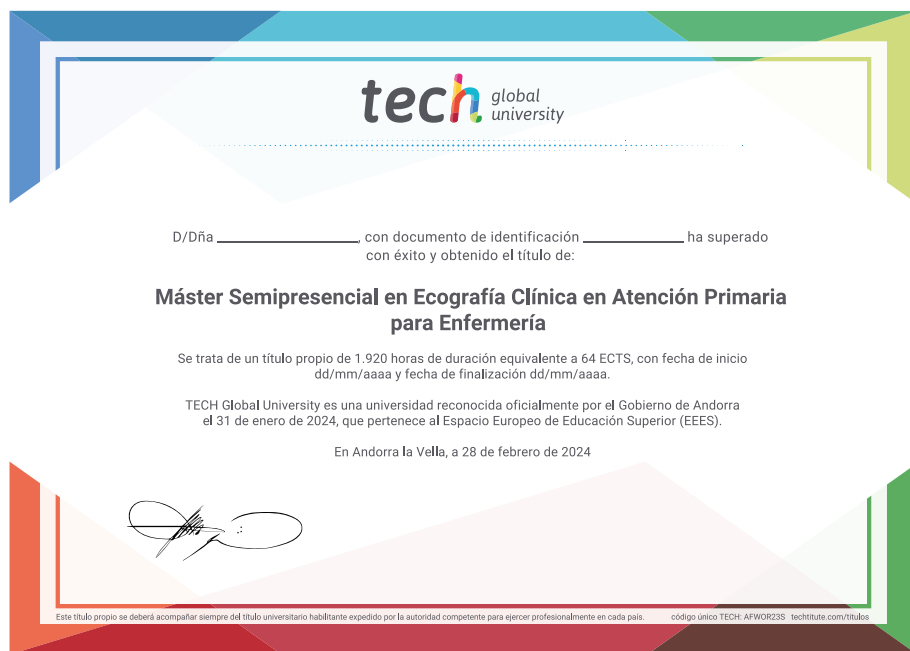 tech global
university
D/Dña ____________, con documento de identificación __________ ha superado
con éxito y obtenido el título de:
Máster Semipresencial en Ecografía Clínica en Atención Primaria
para Enfermería
Se trata de un título propio de 1.920 horas de duración equivalente a 64 ECTS, con fecha de inicio
dd/mm/aaaa y fecha de finalización dd/mm/aaaa.
TECH Global University es una universidad reconocida oficialmente por el Gobierno de Andorra
el 31 de enero de 2024, que pertenece al Espacio Europeo de Educación Superior (EEES).
En Andorra la Vella, a 28 de febrero de 2024
Este título propio se deberá acompañar siempre del título universitario habilitante expedido por la autoridad competente para ejercer profesionalmente en cada país. código único TECH: AFWOR23S techtitute.com/titulos